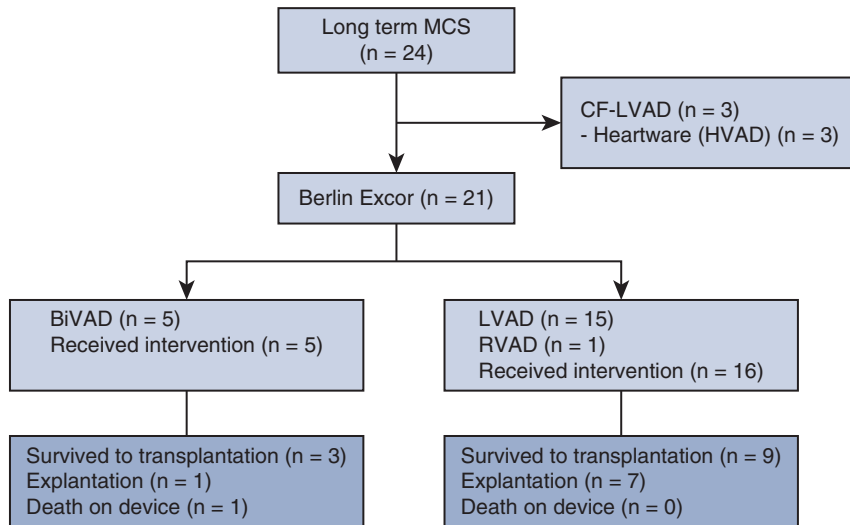 Long term MCS
(n = 24)
CF-LVAD (n = 3)
- Heartware (HVAD) (n = 3)
Berlin Excor (n = 21)
BiVAD (n = 5)
Received intervention (n = 5)
LVAD (n = 15)
RVAD (n = 1)
Received intervention (n = 16)
Survived to transplantation (n = 3)
Explantation (n = 1)
Death on device (n = 1)
Survived to transplantation (n = 9)
Explantation (n = 7)
Death on device (n = 0)